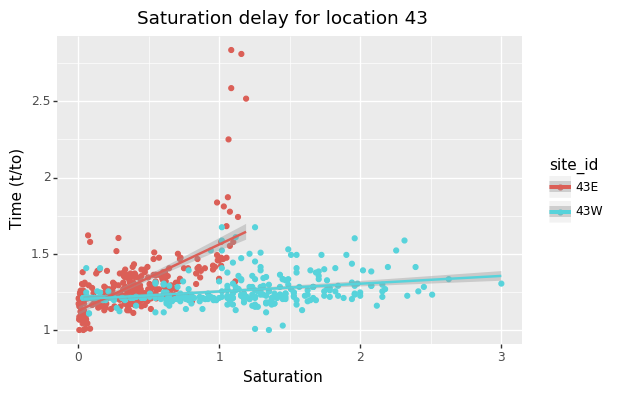 Saturation delay for location 43
Time (t/to)
2.5
2
1.5
1
0
1
2
3
Saturation
site_id
43E
43W